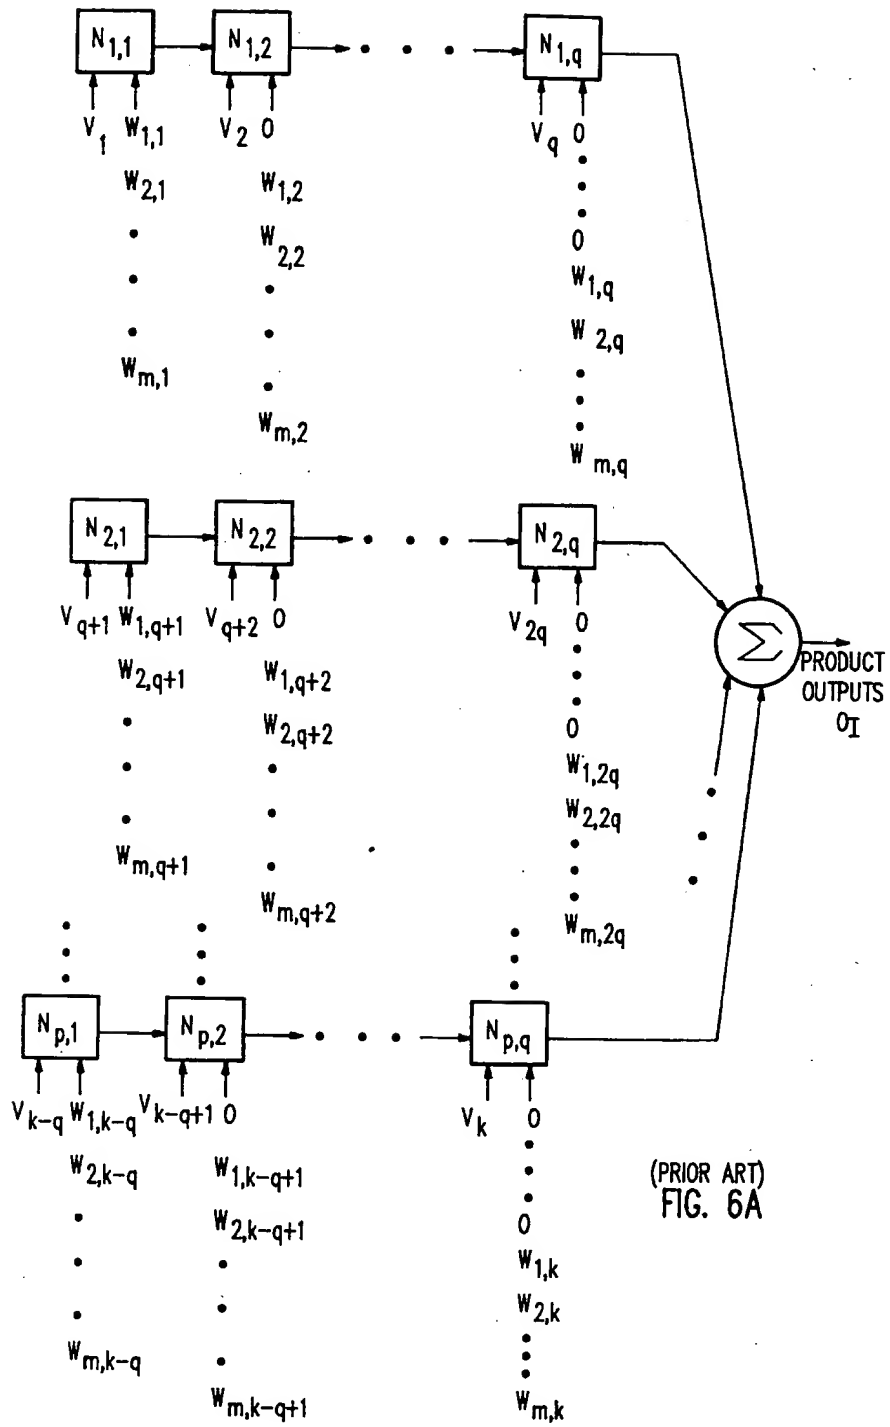 N1,1 N1,2 • • • N1,q
V1 W1,1 V2 0 Vq 0
W2,1 W1,2 •
• W2,2 •
• • •
• • 0
Wm,1 • W1,q
Wm,2 W2,q
•
•
•
Wm,q
N2,1 N2,2 • • • N2,q
Vq+1 W1,q+1 Vq+2 0 V2q 0
W2,q+1 W1,q+2 •
• W2,q+2 •
• • •
• • 0
Wm,q+1 • W1,2q
Wm,q+2 W2,2q
•
•
•
Wm,2q
Σ
PRODUCT
OUTPUTS
OI
Np,1 Np,2 • • • Np,q
Vk-q W1,k-q Vk-q+1 0 Vk 0
W2,k-q W1,k-q+1 •
• W2,k-q+1 •
• • •
• • 0
Wm,k-q • W1,k
Wm,k-q+1 W2,k
•
•
•
Wm,k
(PRIOR ART)
FIG. 6A